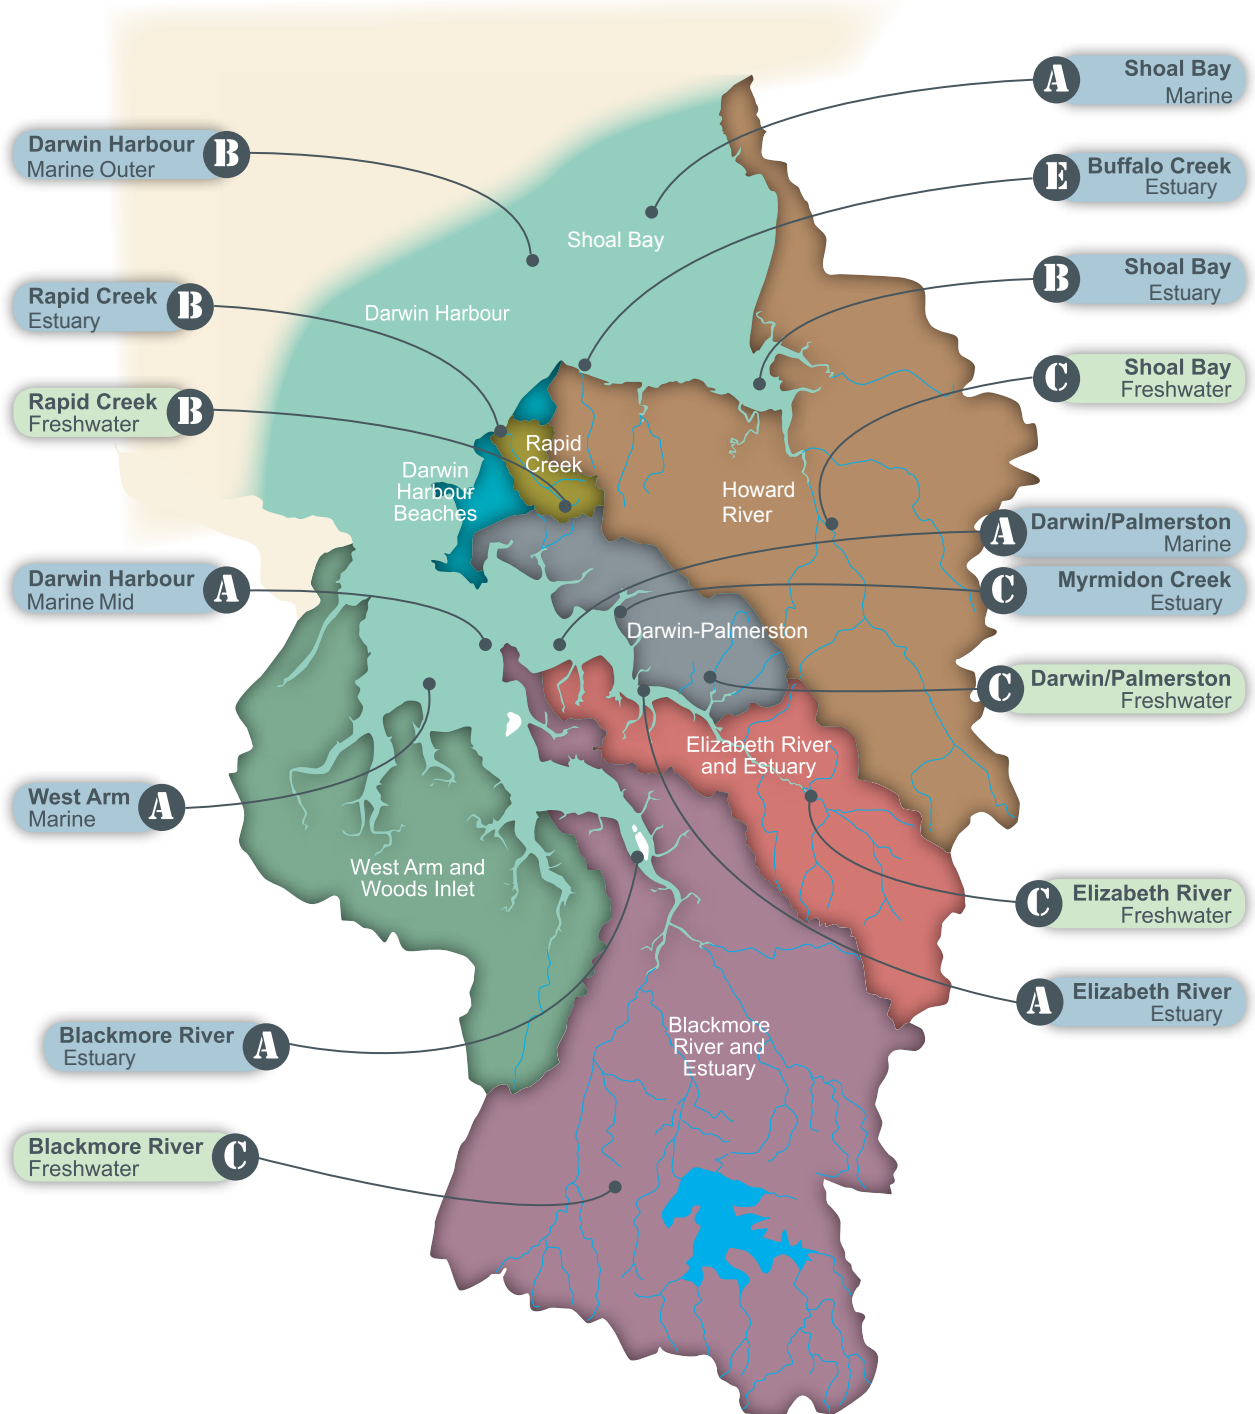 Shoal Bay
Marine
A
Darwin Harbour
Marine Outer
B
Buffalo Creek
Estuary
E
Shoal Bay
Darwin Harbour
Rapid Creek
Estuary
B
Shoal Bay
Estuary
B
Shoal Bay
Freshwater
C
Rapid Creek
Freshwater
B
Rapid
Creek
Darwin
Harbour
Beaches
Howard
River
Darwin/Palmerston
Marine
A
Darwin Harbour
Marine Mid
A
Myrmidon Creek
Estuary
C
Darwin-Palmerston
Darwin/Palmerston
Freshwater
C
Elizabeth River
and Estuary
West Arm
Marine
A
West Arm and
Woods Inlet
Elizabeth River
Freshwater
C
Elizabeth River
Estuary
A
Blackmore River
Estuary
A
Blackmore
River and
Estuary
Blackmore River
Freshwater
C